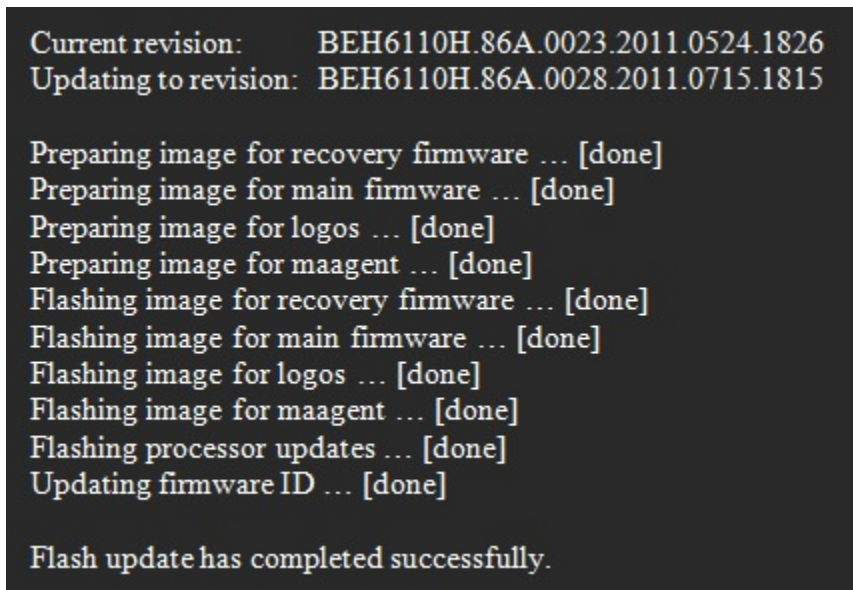 Current revision: BEH6110H.86A.0023.2011.0524.1826
Updating to revision: BEH6110H.86A.0028.2011.0715.1815
Preparing image for recovery firmware … [done]
Preparing image for main firmware … [done]
Preparing image for logos … [done]
Preparing image for maagent … [done]
Flashing image for recovery firmware … [done]
Flashing image for main firmware … [done]
Flashing image for logos … [done]
Flashing image for maagent … [done]
Flashing processor updates … [done]
Updating firmware ID … [done]
Flash update has completed successfully.